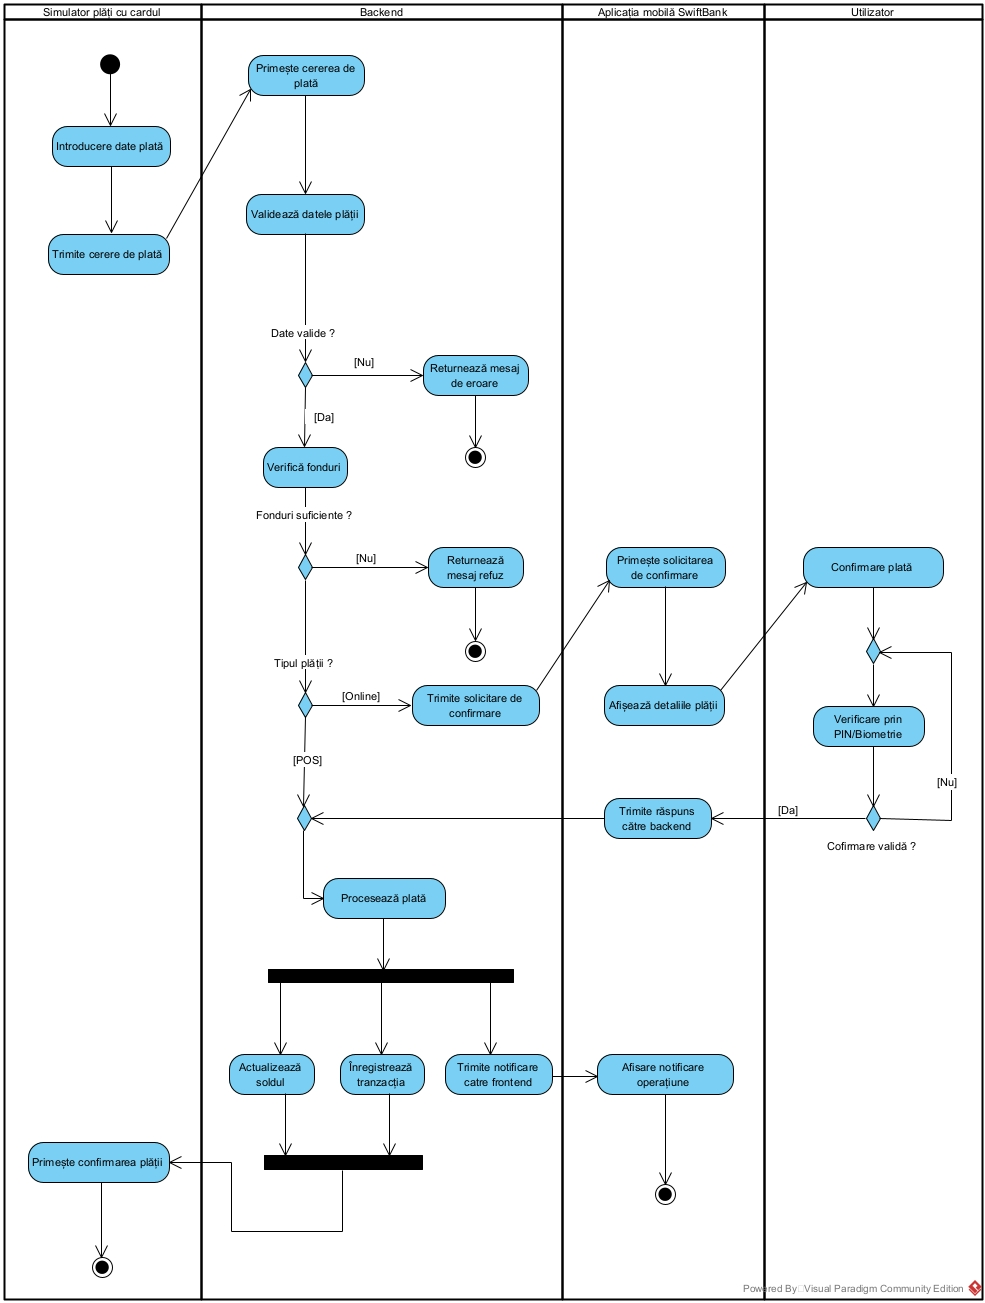 Simulator plăți cu cardul
Backend
Aplicația mobilă SwiftBank
Utilizator
Primește cererea de
plată
Introducere date plată
Validează datele plății
Trimite cerere de plată
Date valide ?
[Nu]
Returnează mesaj
de eroare
[Da]
Verifică fonduri
Fonduri suficiente ?
[Nu]
Returnează
mesaj refuz
Primește solicitarea
de confirmare
Confirmare plată
Tipul plății ?
[Online]
Trimite solicitare de
confirmare
Afișează detaliile plății
Verificare prin
PIN/Biometrie
[POS]
[Nu]
Trimite răspuns
către backend
[Da]
Cofirmare validă ?
Procesează plată
Actualizează
soldul
Înregistrează
tranzacția
Trimite notificare
catre frontend
Afisare notificare
operațiune
Primește confirmarea plății
Powered By Visual Paradigm Community Edition